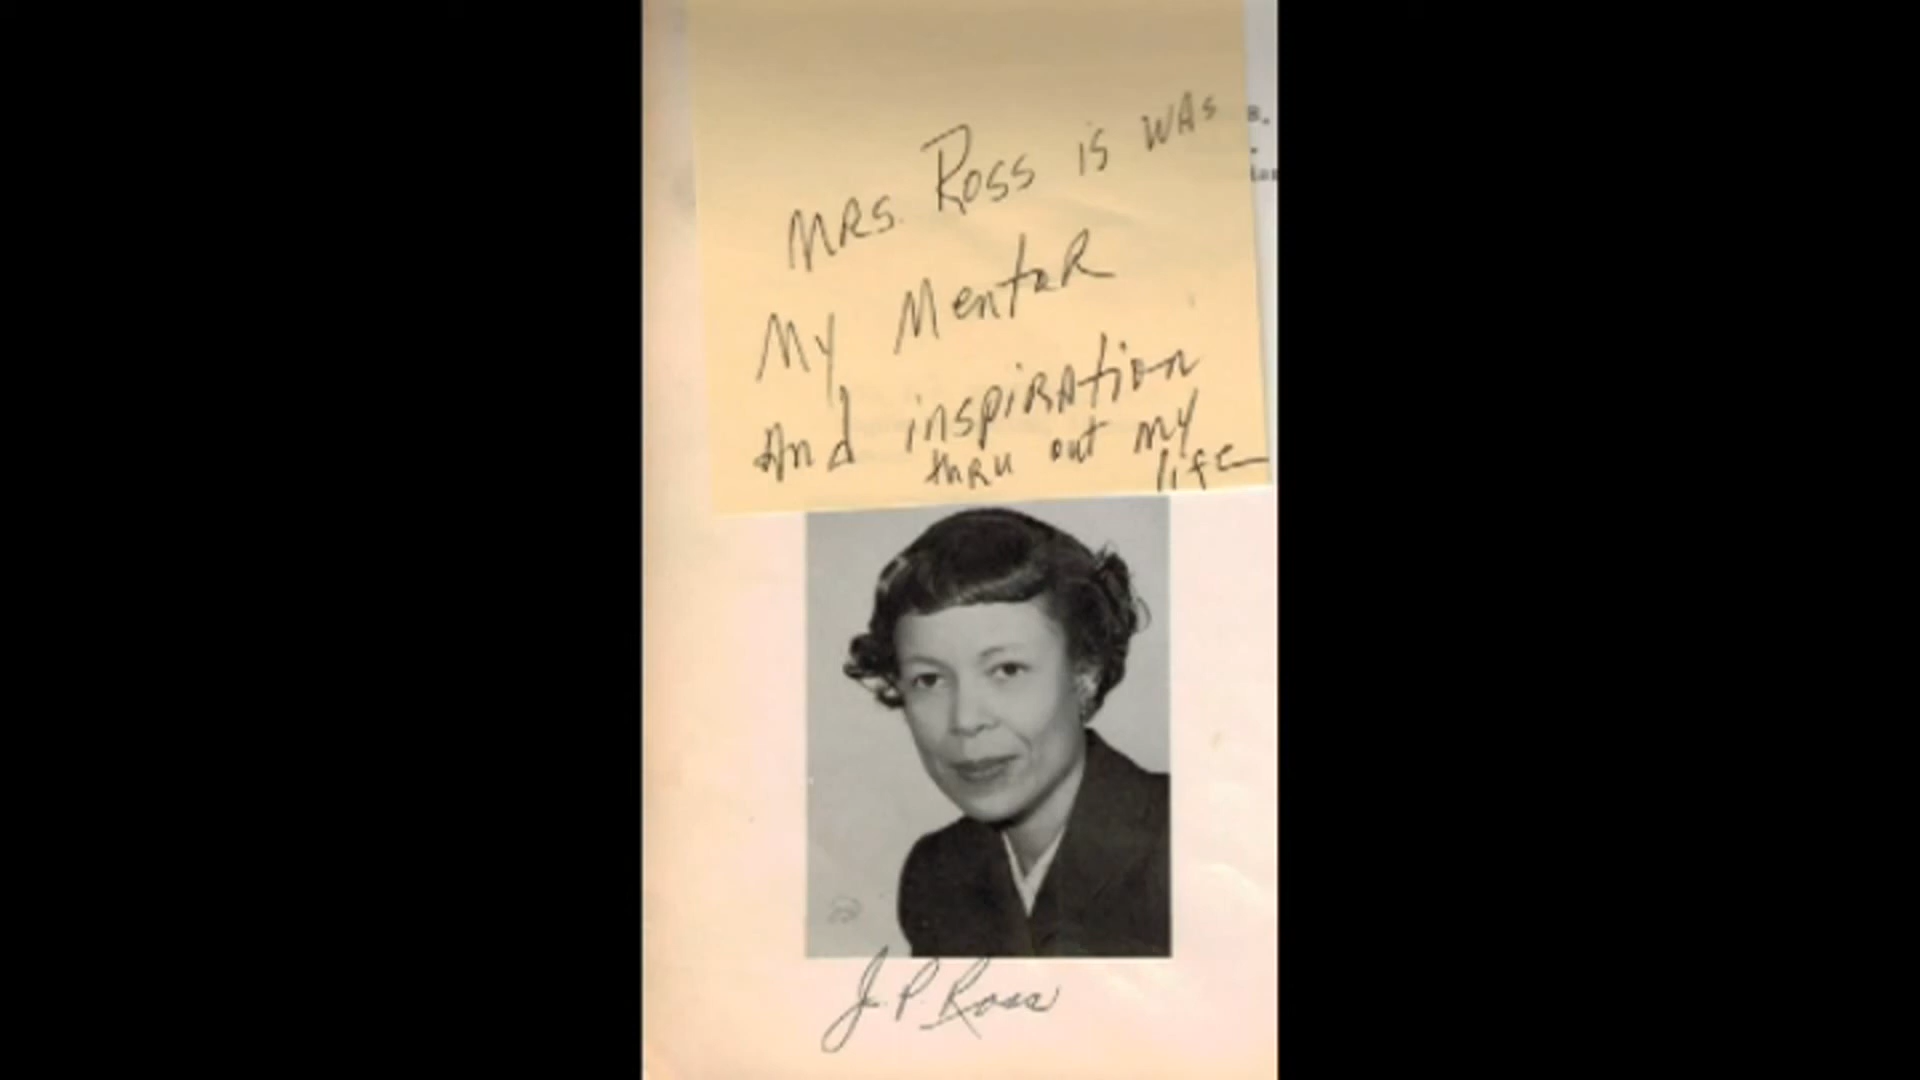 MRS. Ross is WAS
My MentoR
And inspiRAtion
thRu out my
life
J. P. Ross